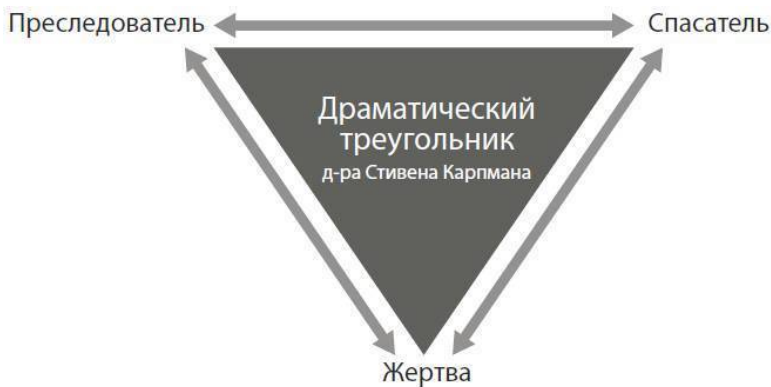 Преследователь
Спасатель
Драматический
треугольник
д-ра Стивена Карпмана
Жертва